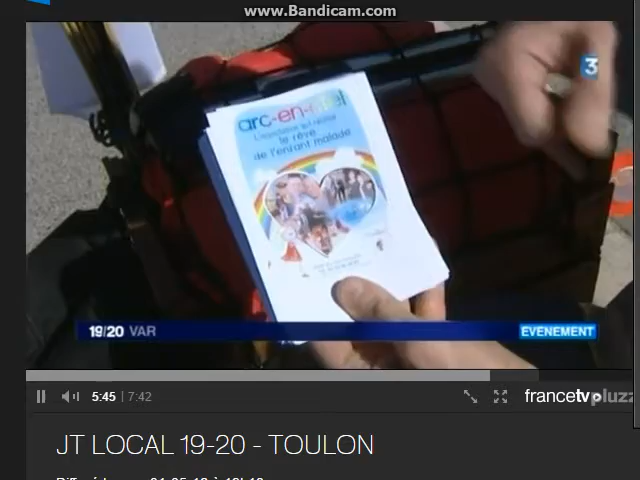 www.Bandicam.com
3
arc-en-ciel
L'association qui réalise
le rêve
de l'enfant malade
19/20 VAR
EVENEMENT
5:45 | 7:42
francetv pluzz
JT LOCAL 19-20 - TOULON